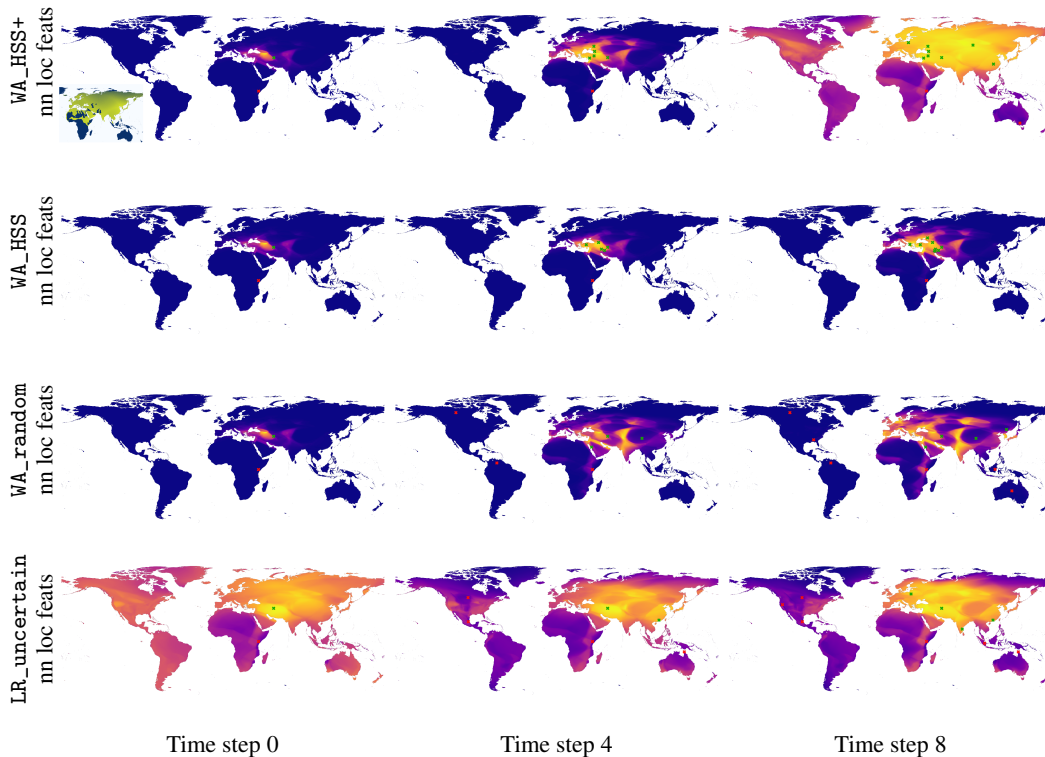 WA_HSS+
nn loc feats
WA_HSS
nn loc feats
WA_random
nn loc feats
LR_uncertain
nn loc feats
Time step 0
Time step 4
Time step 8